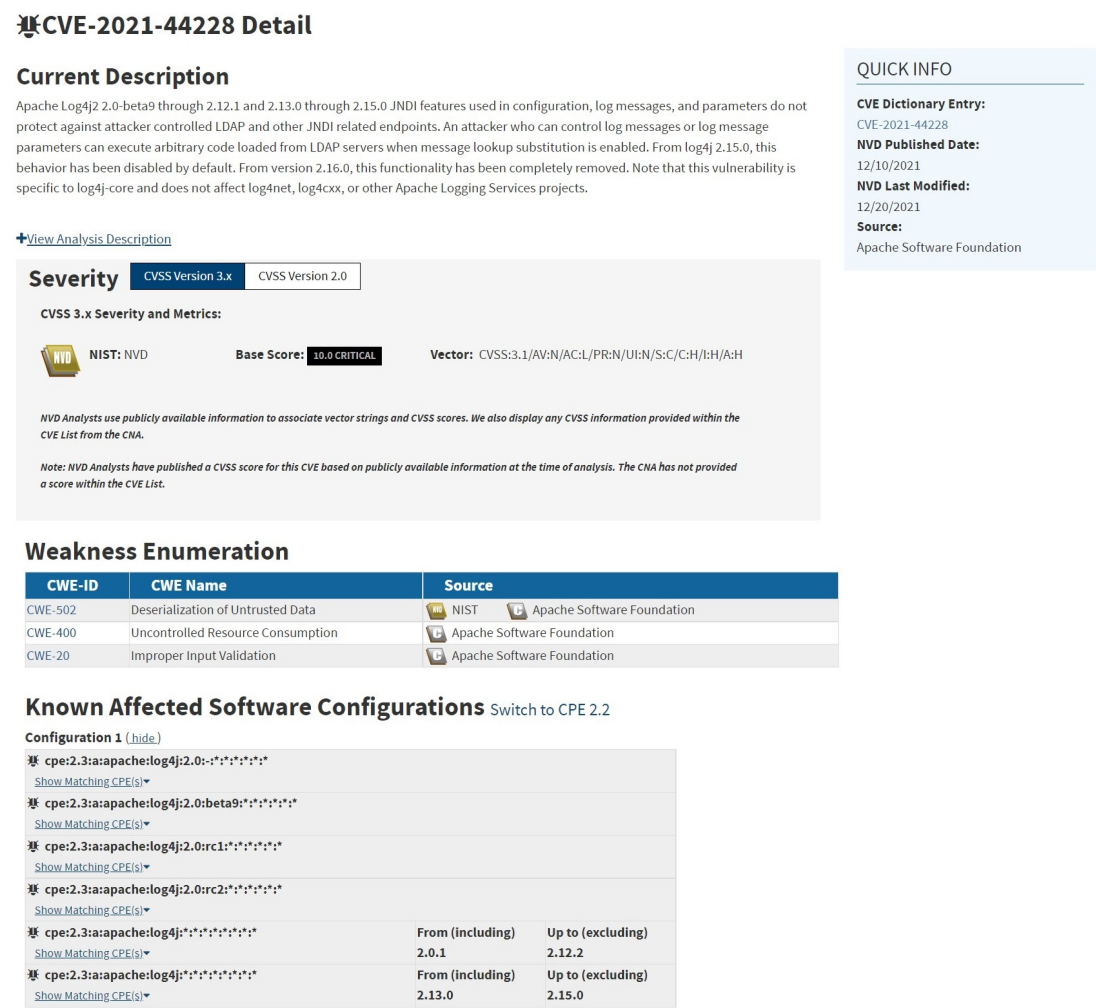 CVE-2021-44228 Detail
Current Description
Apache Log4j2 2.0-beta9 through 2.12.1 and 2.13.0 through 2.15.0 JNDI features used in configuration, log messages, and parameters do not
protect against attacker controlled LDAP and other JNDI related endpoints. An attacker who can control log messages or log message
parameters can execute arbitrary code loaded from LDAP servers when message lookup substitution is enabled. From log4j 2.15.0, this
behavior has been disabled by default. From version 2.16.0, this functionality has been completely removed. Note that this vulnerability is
specific to log4j-core and does not affect log4net, log4cxx, or other Apache Logging Services projects.
QUICK INFO
CVE Dictionary Entry:
CVE-2021-44228
NVD Published Date:
12/10/2021
NVD Last Modified:
12/20/2021
Source:
Apache Software Foundation
+View Analysis Description
Severity CVSS Version 3.x CVSS Version 2.0
CVSS 3.x Severity and Metrics:
NVD NIST: NVD Base Score: 10.0 CRITICAL Vector: CVSS:3.1/AV:N/AC:L/PR:N/UI:N/S:C/C:H/I:H/A:H
NVD Analysts use publicly available information to associate vector strings and CVSS scores. We also display any CVSS information provided within the
CVE List from the CNA.
Note: NVD Analysts have published a CVSS score for this CVE based on publicly available information at the time of analysis. The CNA has not provided
a score within the CVE List.
Weakness Enumeration
CWE-ID CWE Name Source
CWE-502 Deserialization of Untrusted Data NVD NIST C Apache Software Foundation
CWE-400 Uncontrolled Resource Consumption C Apache Software Foundation
CWE-20 Improper Input Validation C Apache Software Foundation
Known Affected Software Configurations Switch to CPE 2.2
Configuration 1 ( hide )
cpe:2.3:a:apache:log4j:2.0:-:*:*:*:*:*:*
Show Matching CPE(s)
cpe:2.3:a:apache:log4j:2.0:beta9:*:*:*:*:*:*
Show Matching CPE(s)
cpe:2.3:a:apache:log4j:2.0:rc1:*:*:*:*:*:*
Show Matching CPE(s)
cpe:2.3:a:apache:log4j:2.0:rc2:*:*:*:*:*:*
Show Matching CPE(s)
cpe:2.3:a:apache:log4j:*:*:*:*:*:*:*:* From (including) Up to (excluding)
Show Matching CPE(s) 2.0.1 2.12.2
cpe:2.3:a:apache:log4j:*:*:*:*:*:*:*:* From (including) Up to (excluding)
Show Matching CPE(s) 2.13.0 2.15.0